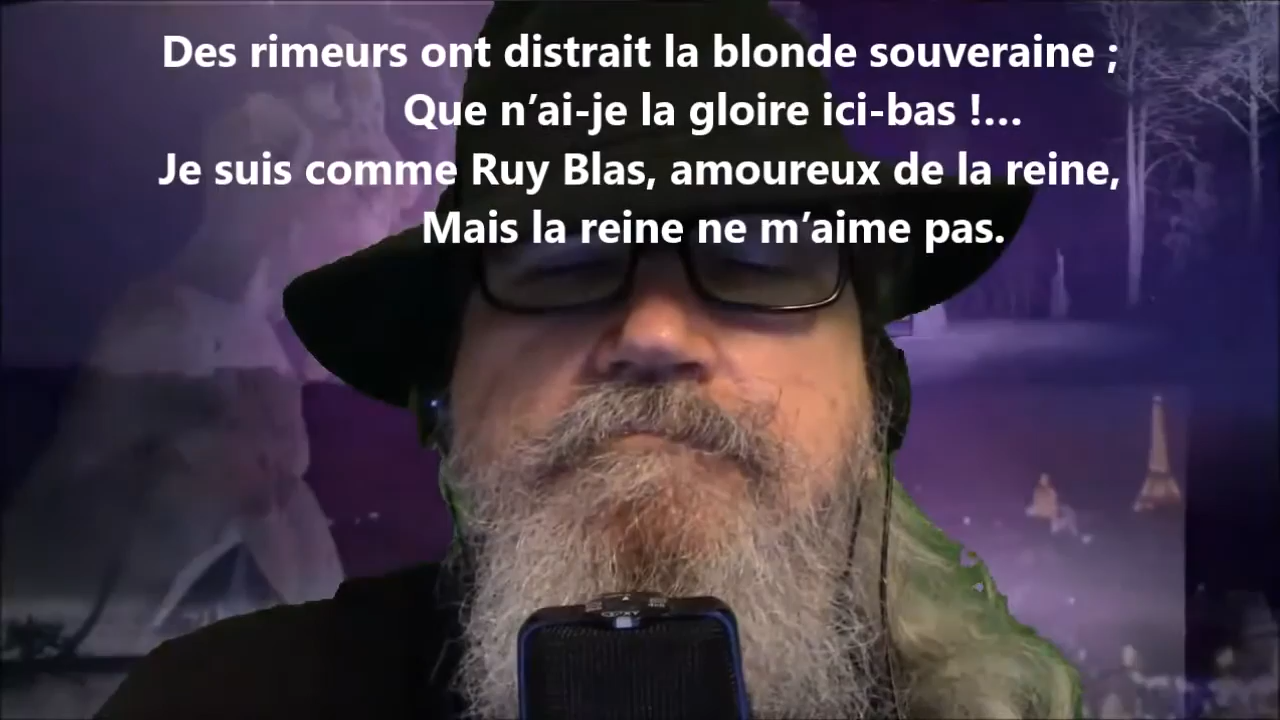 Des rimeurs ont distrait la blonde souveraine ;
Que n’ai-je la gloire ici-bas !…
Je suis comme Ruy Blas, amoureux de la reine,
Mais la reine ne m’aime pas.